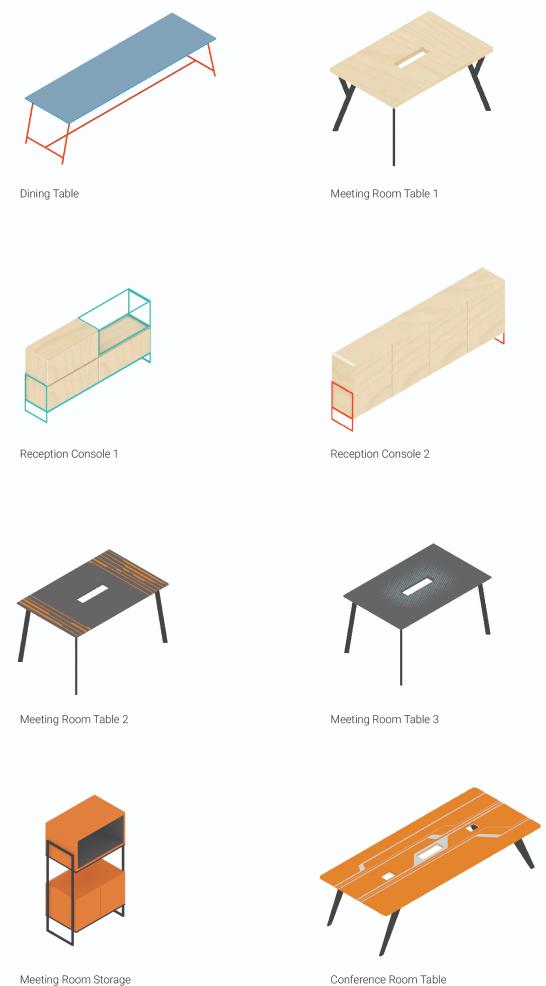 Dining Table
Meeting Room Table 1
Reception Console 1
Reception Console 2
Meeting Room Table 2
Meeting Room Table 3
Meeting Room Storage
Conference Room Table